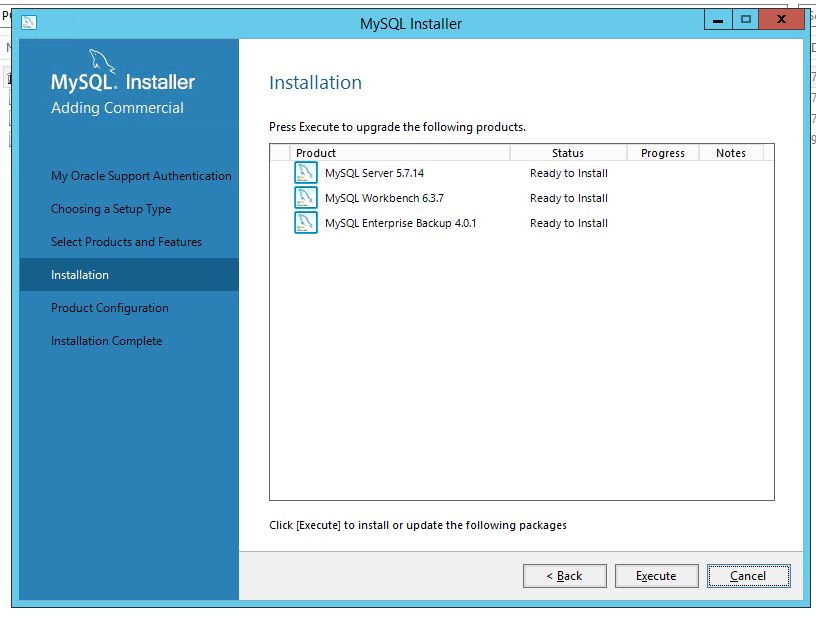 MySQL Installer
MySQL. Installer
Adding Commercial
My Oracle Support Authentication
Choosing a Setup Type
Select Products and Features
Installation
Product Configuration
Installation Complete
Installation
Press Execute to upgrade the following products.
Product Status Progress Notes
MySQL Server 5.7.14 Ready to Install
MySQL Workbench 6.3.7 Ready to Install
MySQL Enterprise Backup 4.0.1 Ready to Install
Click [Execute] to install or update the following packages
< Back Execute Cancel